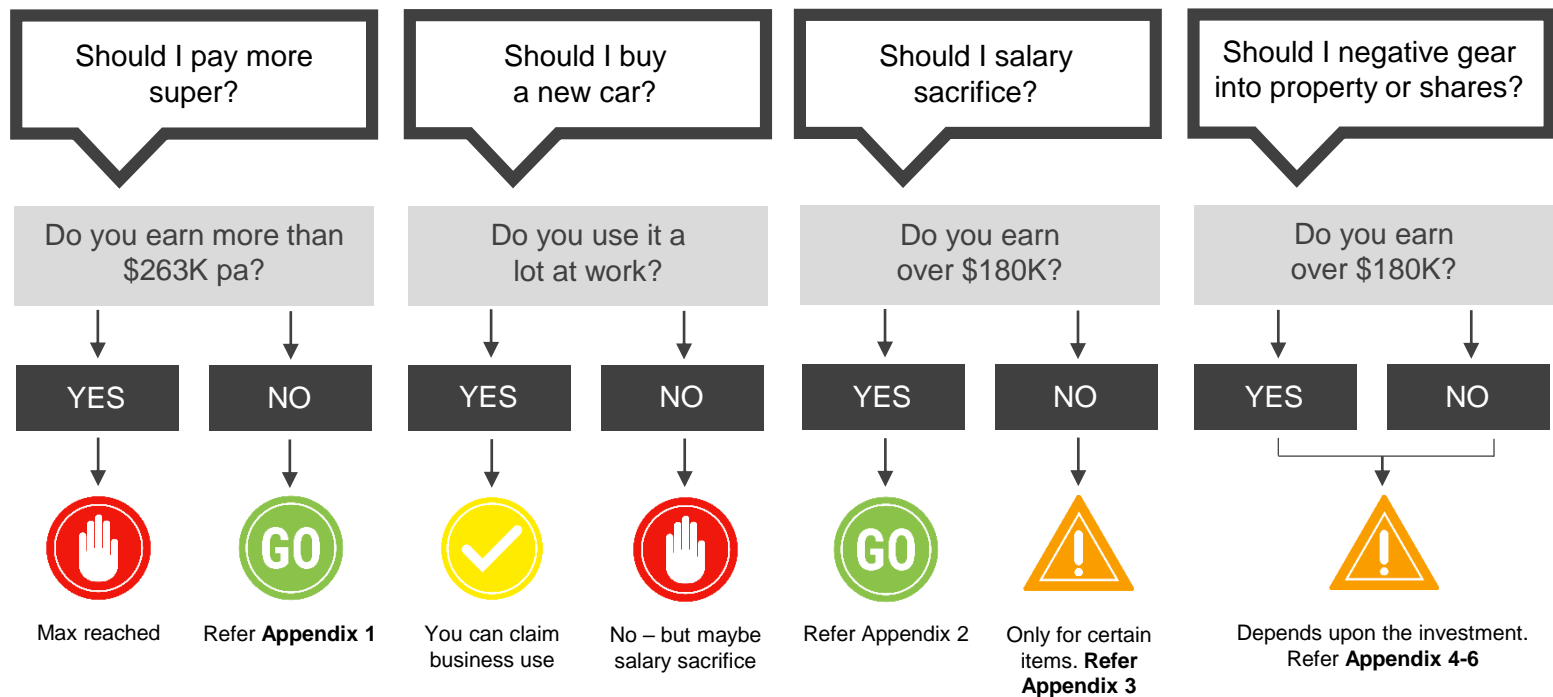 Should I pay more
super?
Do you earn more than
$263K pa?
YES
NO
GO
Max reached
Refer Appendix 1
Should I buy
a new car?
Do you use it a
lot at work?
YES
NO
You can claim
business use
No – but maybe
salary sacrifice
Should I salary
sacrifice?
Do you earn
over $180K?
YES
NO
GO
!
Refer Appendix 2
Only for certain
items. Refer
Appendix 3
Should I negative gear
into property or shares?
Do you earn
over $180K?
YES
NO
!
Depends upon the investment.
Refer Appendix 4-6